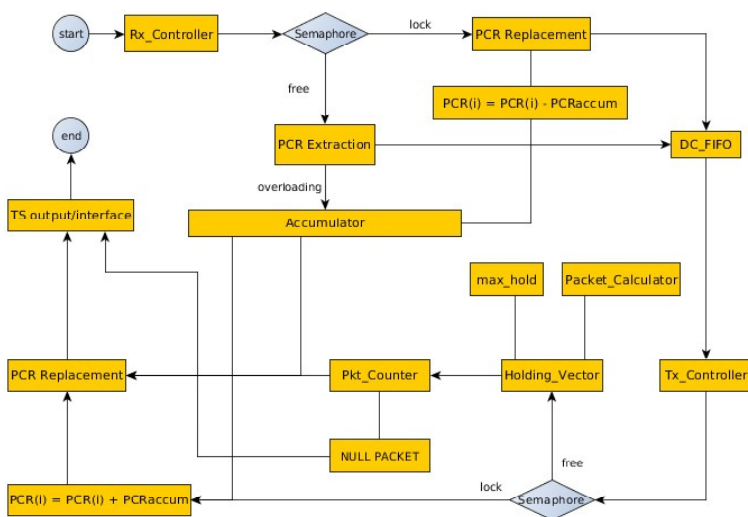 start
Rx_Controller
Semaphore
lock
PCR Replacement
free
PCR(i) = PCR(i) - PCRaccum
end
PCR Extraction
DC_FIFO
overloading
TS output/interface
Accumulator
max_hold
Packet_Calculator
PCR Replacement
Pkt_Counter
Holding_Vector
Tx_Controller
NULL PACKET
free
lock
PCR(i) = PCR(i) + PCRaccum
Semaphore